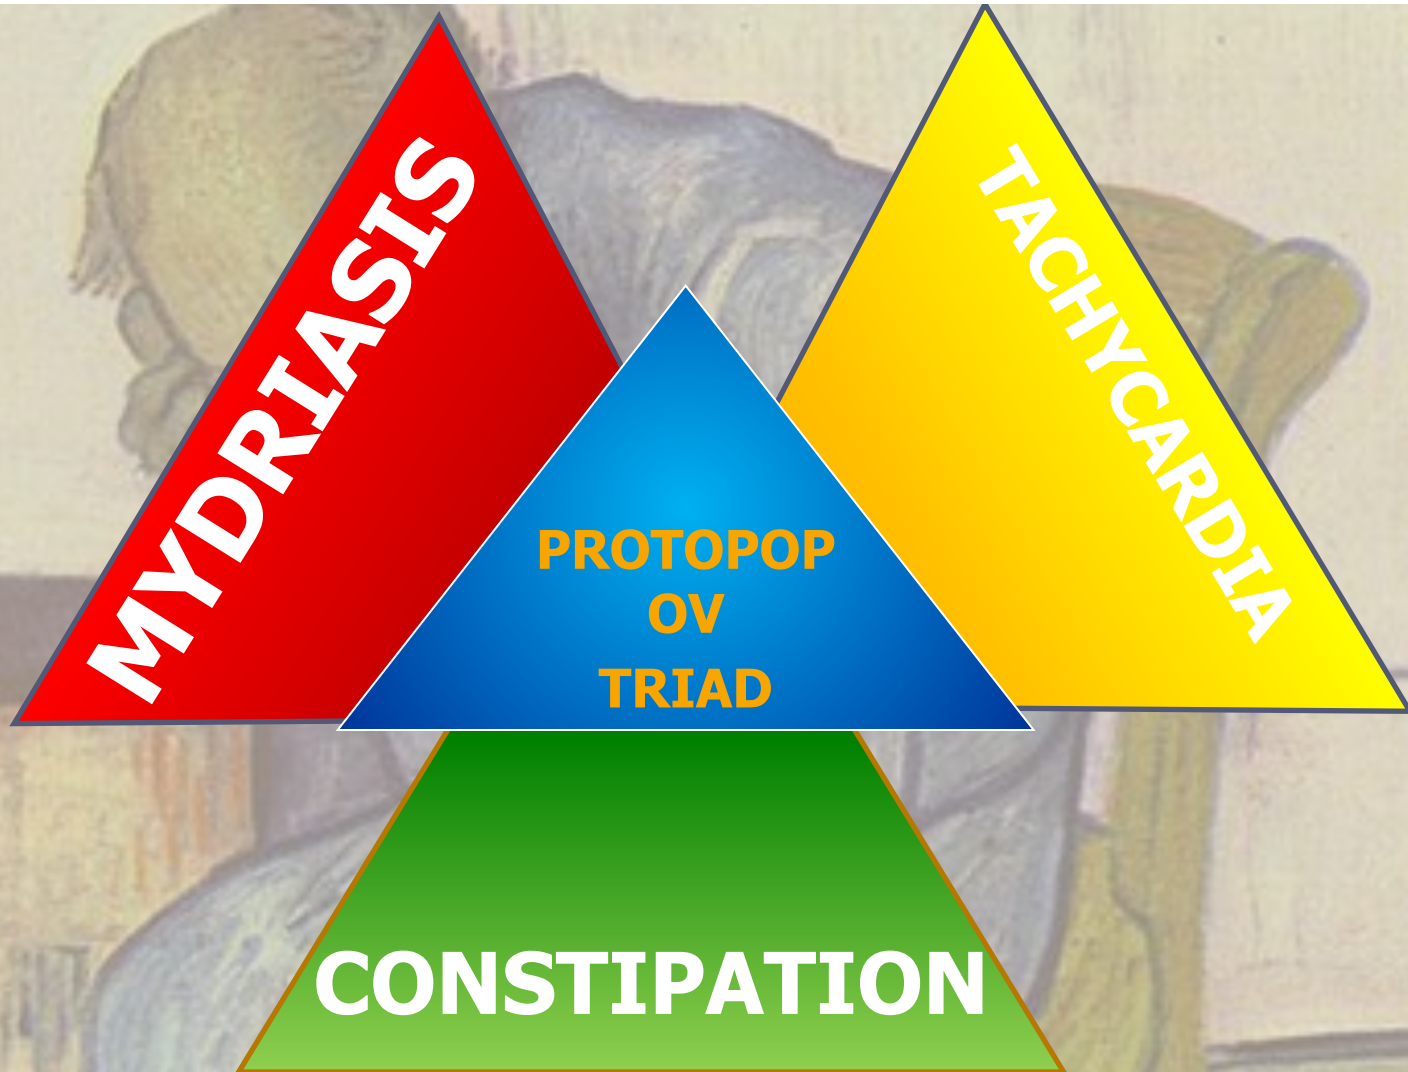 MYDRIASIS
TACHYCARDIA
PROTOPOP
OV
TRIAD
CONSTIPATION